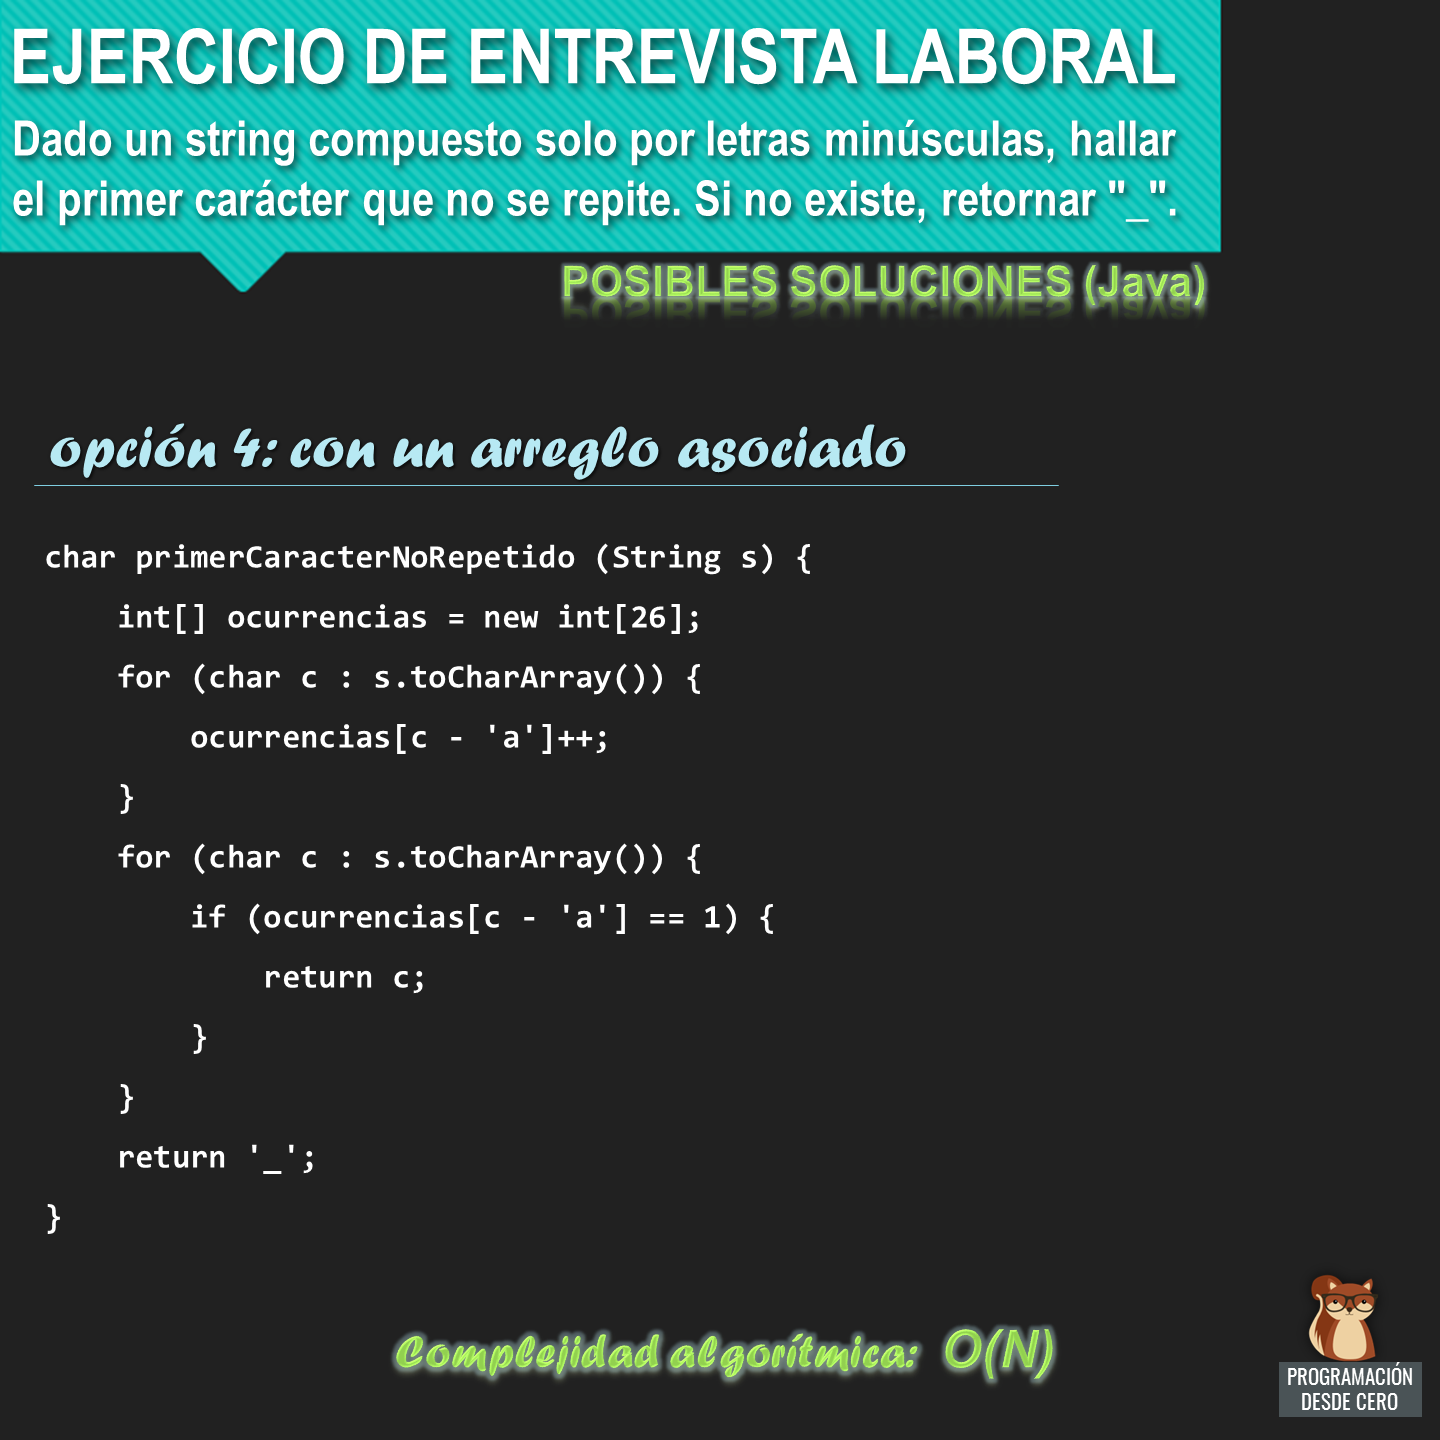 EJERCICIO DE ENTREVISTA LABORAL
Dado un string compuesto solo por letras minúsculas, hallar
el primer carácter que no se repite. Si no existe, retornar "_".
POSIBLES SOLUCIONES (Java)
opción 4: con un arreglo asociado
char primerCaracterNoRepetido (String s) {
    int[] ocurrencias = new int[26];
    for (char c : s.toCharArray()) {
        ocurrencias[c - 'a']++;
    }
    for (char c : s.toCharArray()) {
        if (ocurrencias[c - 'a'] == 1) {
            return c;
        }
    }
    return '_';
}
Complejidad algorítmica: O(N)
PROGRAMACIÓN
DESDE CERO